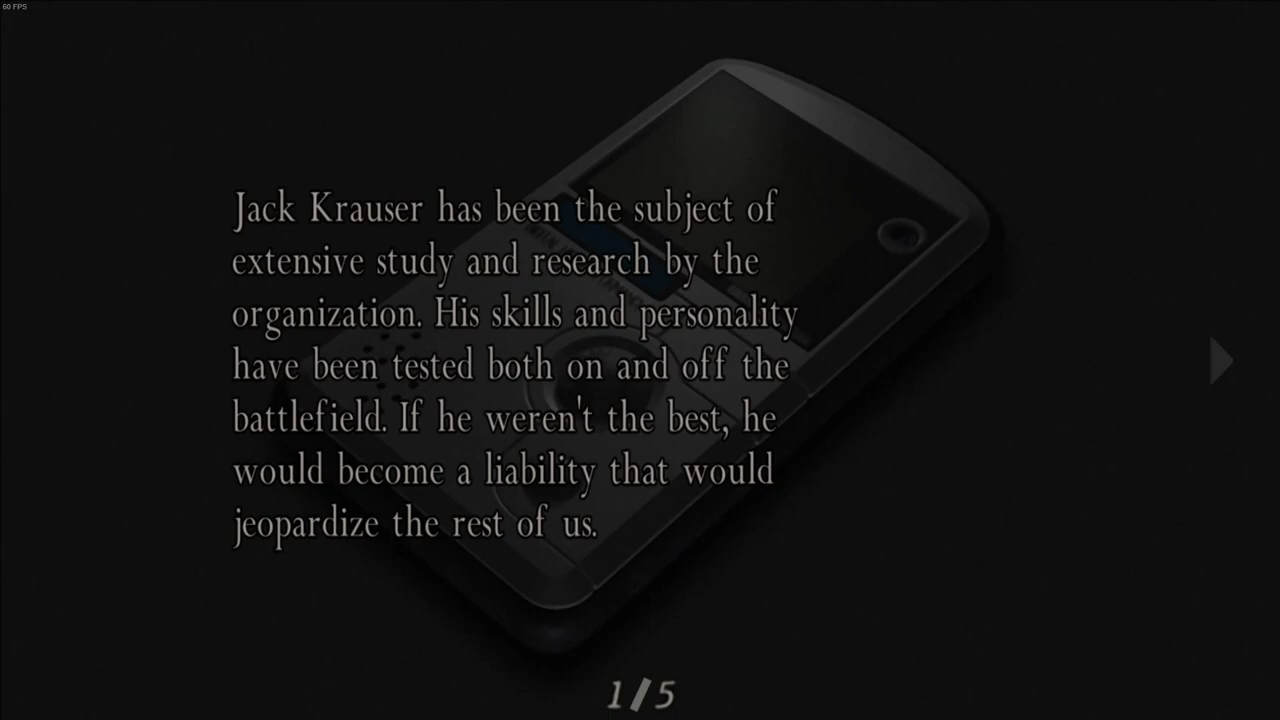 60 FPS
Jack Krauser has been the subject of
extensive study and research by the
organization. His skills and personality
have been tested both on and off the
battlefield. If he weren't the best, he
would become a liability that would
jeopardize the rest of us.
1/5